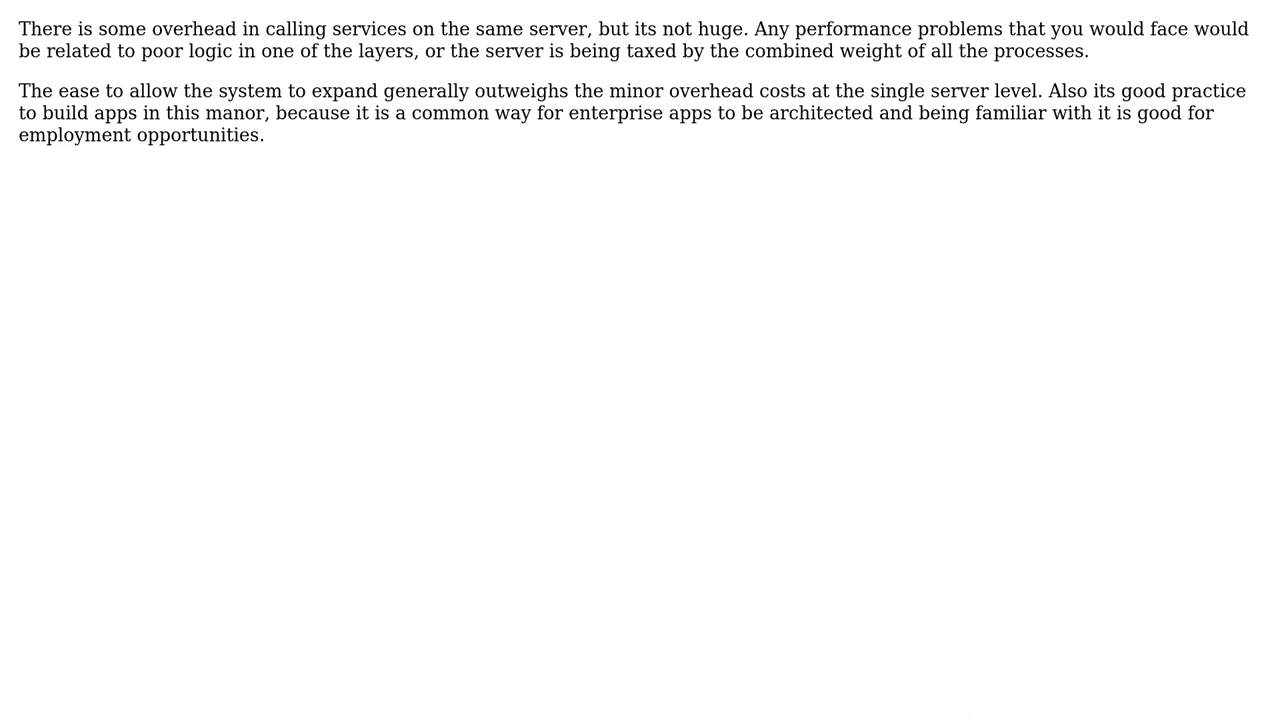 There is some overhead in calling services on the same server, but its not huge. Any performance problems that you would face would
be related to poor logic in one of the layers, or the server is being taxed by the combined weight of all the processes.
The ease to allow the system to expand generally outweighs the minor overhead costs at the single server level. Also its good practice
to build apps in this manor, because it is a common way for enterprise apps to be architected and being familiar with it is good for
employment opportunities.